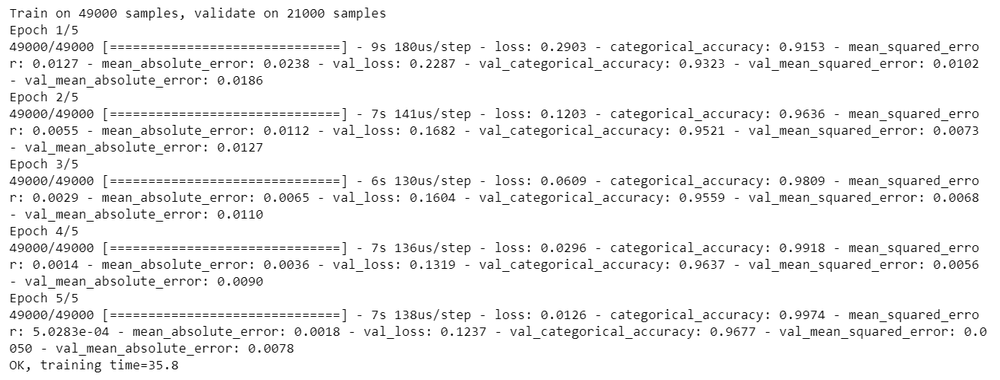 Train on 49000 samples, validate on 21000 samples
Epoch 1/5
49000/49000 [==============================] - 9s 180us/step - loss: 0.2903 - categorical_accuracy: 0.9153 - mean_squared_erro
r: 0.0127 - mean_absolute_error: 0.0238 - val_loss: 0.2287 - val_categorical_accuracy: 0.9323 - val_mean_squared_error: 0.0102
- val_mean_absolute_error: 0.0186
Epoch 2/5
49000/49000 [==============================] - 7s 141us/step - loss: 0.1203 - categorical_accuracy: 0.9636 - mean_squared_erro
r: 0.0055 - mean_absolute_error: 0.0112 - val_loss: 0.1682 - val_categorical_accuracy: 0.9521 - val_mean_squared_error: 0.0073
- val_mean_absolute_error: 0.0127
Epoch 3/5
49000/49000 [==============================] - 6s 130us/step - loss: 0.0609 - categorical_accuracy: 0.9809 - mean_squared_erro
r: 0.0029 - mean_absolute_error: 0.0065 - val_loss: 0.1604 - val_categorical_accuracy: 0.9559 - val_mean_squared_error: 0.0068
- val_mean_absolute_error: 0.0110
Epoch 4/5
49000/49000 [==============================] - 7s 136us/step - loss: 0.0296 - categorical_accuracy: 0.9918 - mean_squared_erro
r: 0.0014 - mean_absolute_error: 0.0036 - val_loss: 0.1319 - val_categorical_accuracy: 0.9637 - val_mean_squared_error: 0.0056
- val_mean_absolute_error: 0.0090
Epoch 5/5
49000/49000 [==============================] - 7s 138us/step - loss: 0.0126 - categorical_accuracy: 0.9974 - mean_squared_erro
r: 5.0283e-04 - mean_absolute_error: 0.0018 - val_loss: 0.1237 - val_categorical_accuracy: 0.9677 - val_mean_squared_error: 0.0
050 - val_mean_absolute_error: 0.0078
OK, training time=35.8